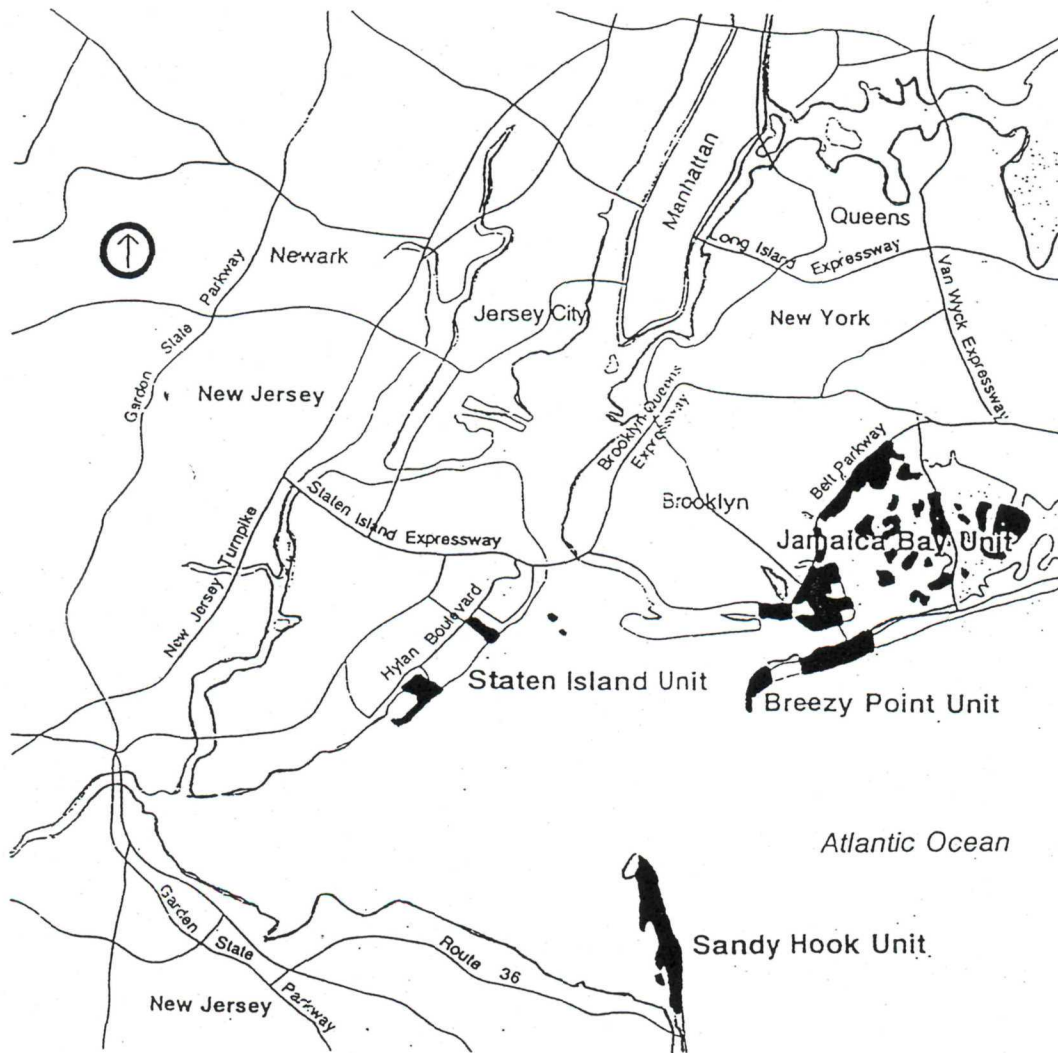 Manhattan
Queens
Newark
Long Island Expressway
Garden State Parkway
Jersey City
New York
Van Wyck Expressway
New Jersey
Brooklyn Queens
Expressway
Belt Parkway
Brooklyn
Staten Island Expressway
New Jersey Turnpike
Jamaica Bay Unit
Hylan Boulevard
Staten Island Unit
Breezy Point Unit
Atlantic Ocean
Sandy Hook Unit
Garden State Parkway
Route 36
New Jersey